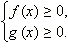 { f (x) ≥ 0,
g (x) ≥ 0.